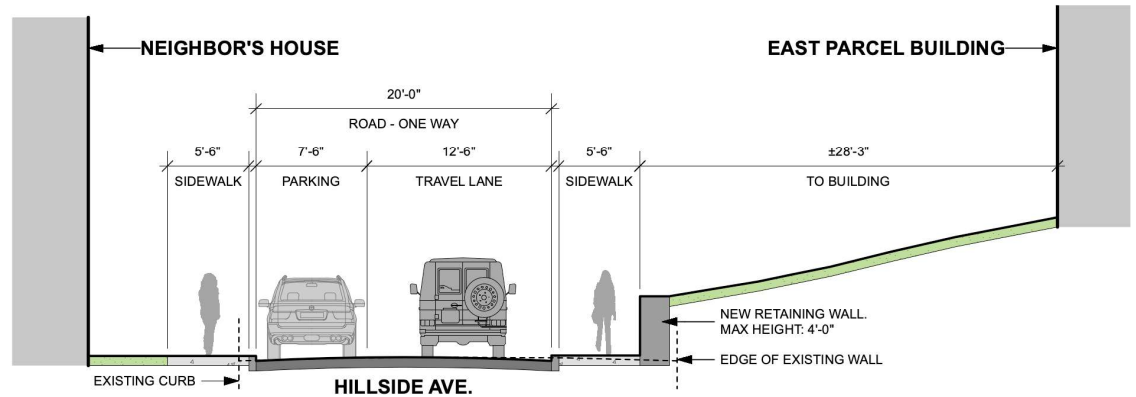 NEIGHBOR'S HOUSE
EAST PARCEL BUILDING
20'-0"
ROAD - ONE WAY
5'-6"
7'-6"
12'-6"
5'-6"
±28'-3"
SIDEWALK
PARKING
TRAVEL LANE
SIDEWALK
TO BUILDING
NEW RETAINING WALL.
MAX HEIGHT: 4'-0"
EDGE OF EXISTING WALL
EXISTING CURB
HILLSIDE AVE.